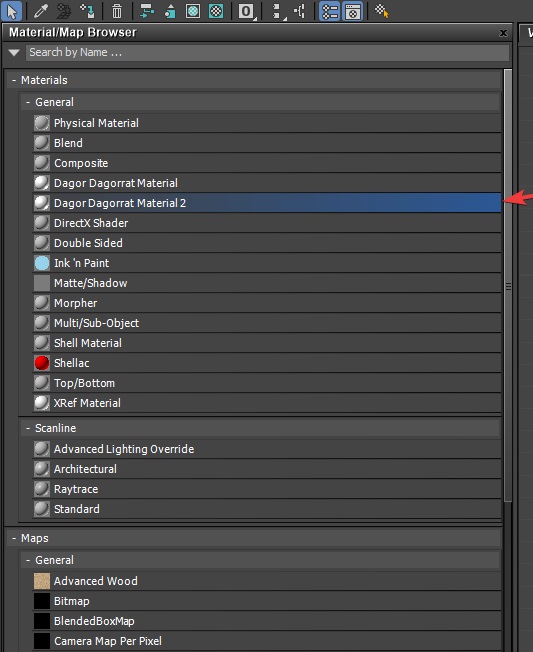 0
Material/Map Browser
x
Search by Name ...
- Materials
- General
Physical Material
Blend
Composite
Dagor Dagorrat Material
Dagor Dagorrat Material 2
DirectX Shader
Double Sided
Ink 'n Paint
Matte/Shadow
Morpher
Multi/Sub-Object
Shell Material
Shellac
Top/Bottom
XRef Material
- Scanline
Advanced Lighting Override
Architectural
Raytrace
Standard
- Maps
- General
Advanced Wood
Bitmap
BlendedBoxMap
Camera Map Per Pixel